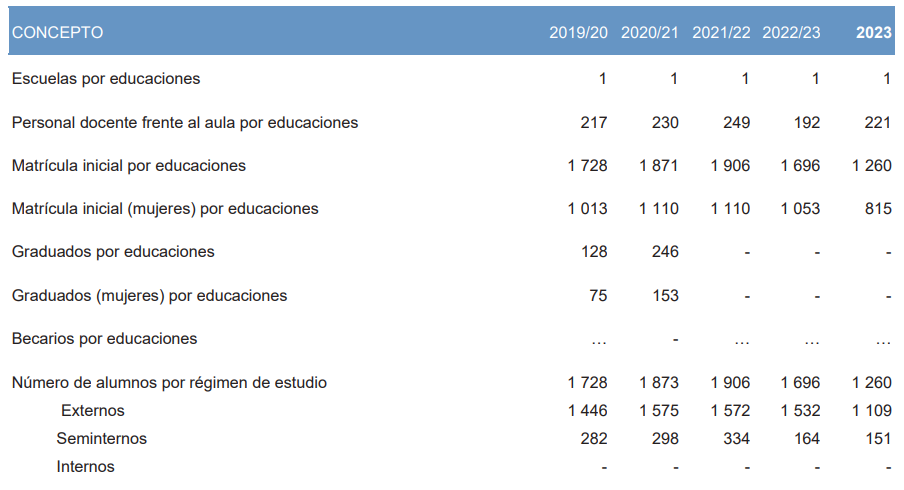 CONCEPTO 2019/20 2020/21 2021/22 2022/23 2023
Escuelas por educaciones 1 1 1 1 1
Personal docente frente al aula por educaciones 217 230 249 192 221
Matrícula inicial por educaciones 1 728 1 871 1 906 1 696 1 260
Matrícula inicial (mujeres) por educaciones 1 013 1 110 1 110 1 053 815
Graduados por educaciones 128 246 - - -
Graduados (mujeres) por educaciones 75 153 - - -
Becarios por educaciones … - … … …
Número de alumnos por régimen de estudio 1 728 1 873 1 906 1 696 1 260
Externos 1 446 1 575 1 572 1 532 1 109
Seminternos 282 298 334 164 151
Internos - - - - -